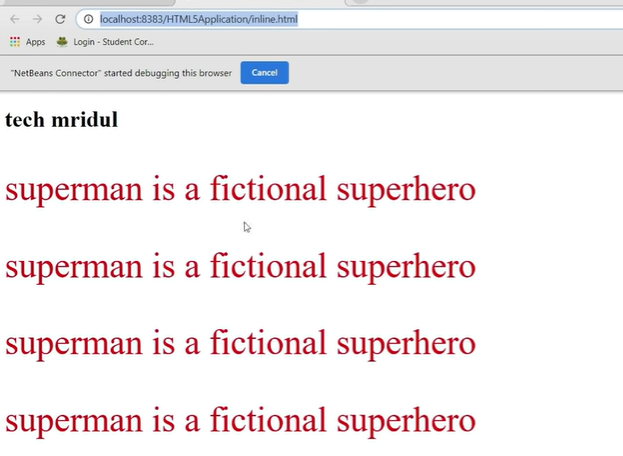 localhost:8383/HTML5Application/inline.html
Apps Login - Student Cor...
"NetBeans Connector" started debugging this browser Cancel
tech mridul
superman is a fictional superhero
superman is a fictional superhero
superman is a fictional superhero
superman is a fictional superhero